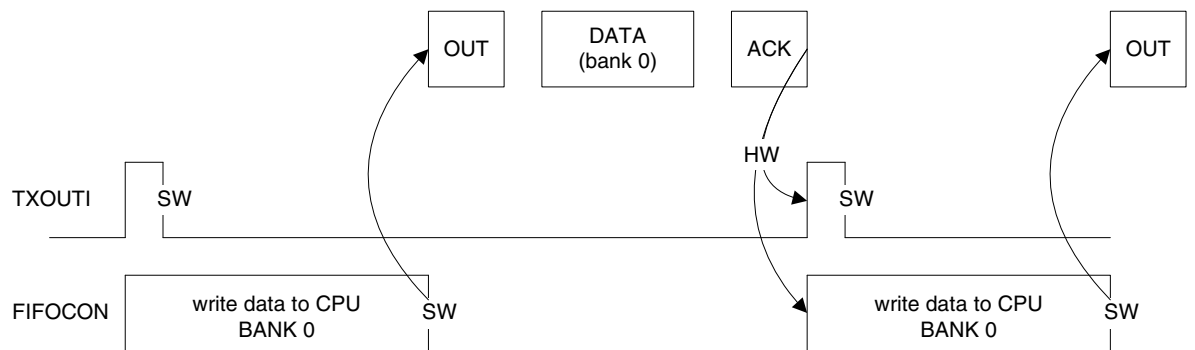 OUT
DATA
(bank 0)
ACK
OUT
HW
TXOUTI
SW
SW
FIFOCON
write data to CPU
BANK 0
SW
write data to CPU
BANK 0
SW